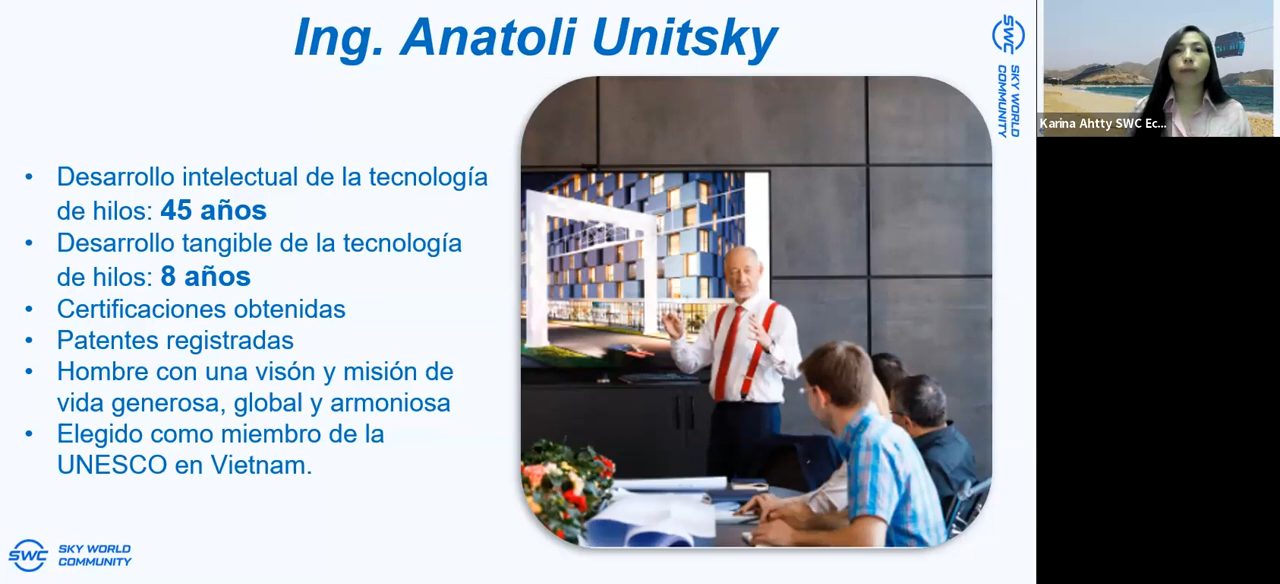 Ing. Anatoli Unitsky
SWC
SKY WORLD
COMMUNITY
• Desarrollo intelectual de la tecnología
de hilos: 45 años
• Desarrollo tangible de la tecnología
de hilos: 8 años
• Certificaciones obtenidas
• Patentes registradas
• Hombre con una visón y misión de
vida generosa, global y armoniosa
• Elegido como miembro de la
UNESCO en Vietnam.
SWC
SKY WORLD
COMMUNITY
Karina Ahtty SWC Ec...